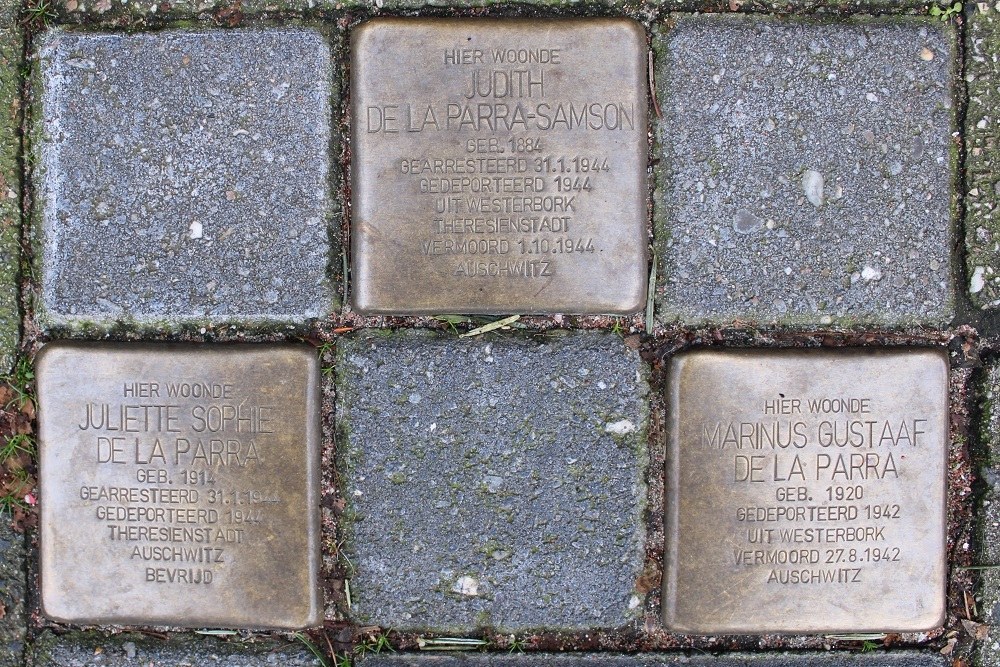 HIER WOONDE
JUDITH
DE LA PARRA-SAMSON
GEB. 1884
GEARRESTEERD 31.1.1944
GEDEPORTEERD 1944
UIT WESTERBORK
THERESIENSTADT
VERMOORD 1.10.1944
AUSCHWITZ
HIER WOONDE
JULIETTE SOPHIE
DE LA PARRA
GEB. 1914
GEARRESTEERD 31.1.1944
GEDEPORTEERD 1944
THERESIENSTADT
AUSCHWITZ
BEVRIJD
HIER WOONDE
MARINUS GUSTAAF
DE LA PARRA
GEB. 1920
GEDEPORTEERD 1942
UIT WESTERBORK
VERMOORD 27.8.1942
AUSCHWITZ